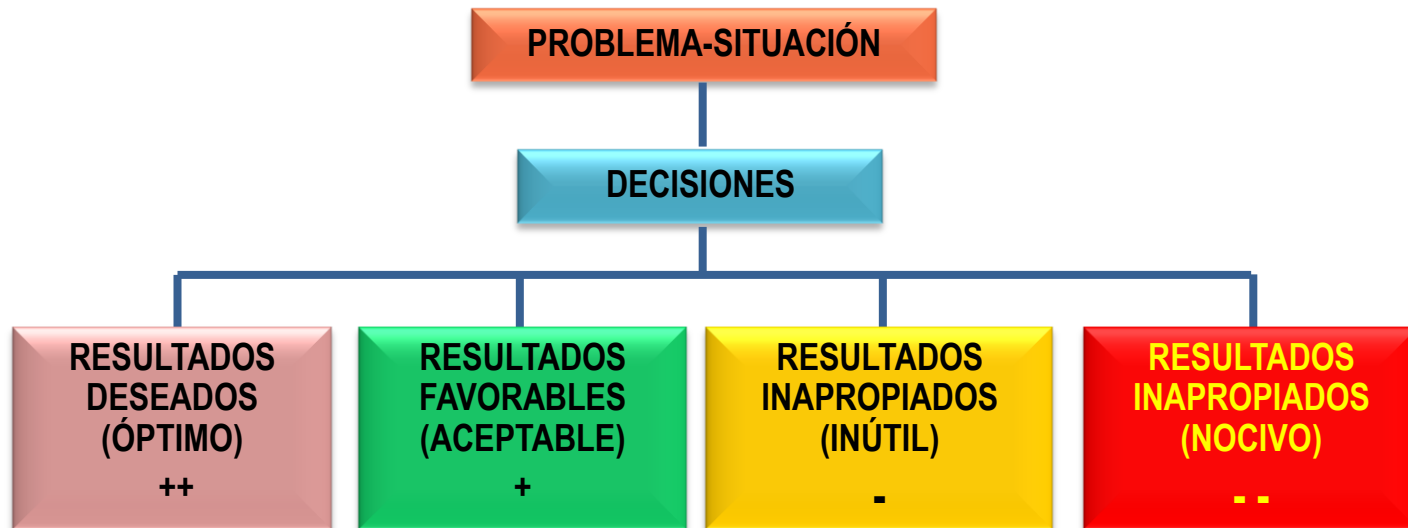 PROBLEMA-SITUACIÓN
DECISIONES
RESULTADOS
DESEADOS
(ÓPTIMO)
++
RESULTADOS
FAVORABLES
(ACEPTABLE)
+
RESULTADOS
INAPROPIADOS
(INÚTIL)
-
RESULTADOS
INAPROPIADOS
(NOCIVO)
- -